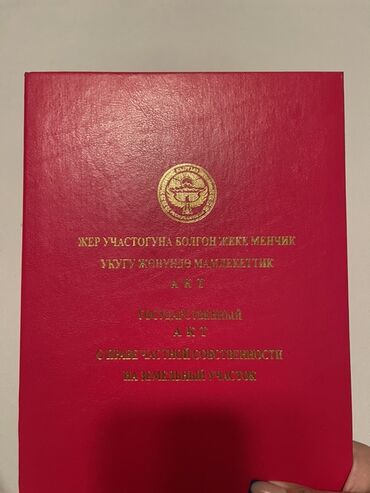 ЖЕР УЧАСТОГУНА БОЛГОН ЖЕКЕ МЕНЧИК
УКУГУ ЖӨНҮНДӨ МАМЛЕКЕТТИК
А К Т
ГОСУДАРСТВЕННЫЙ
А К Т
О ПРАВЕ ЧАСТНОЙ СОБСТВЕННОСТИ
НА ЗЕМЕЛЬНЫЙ УЧАСТОК